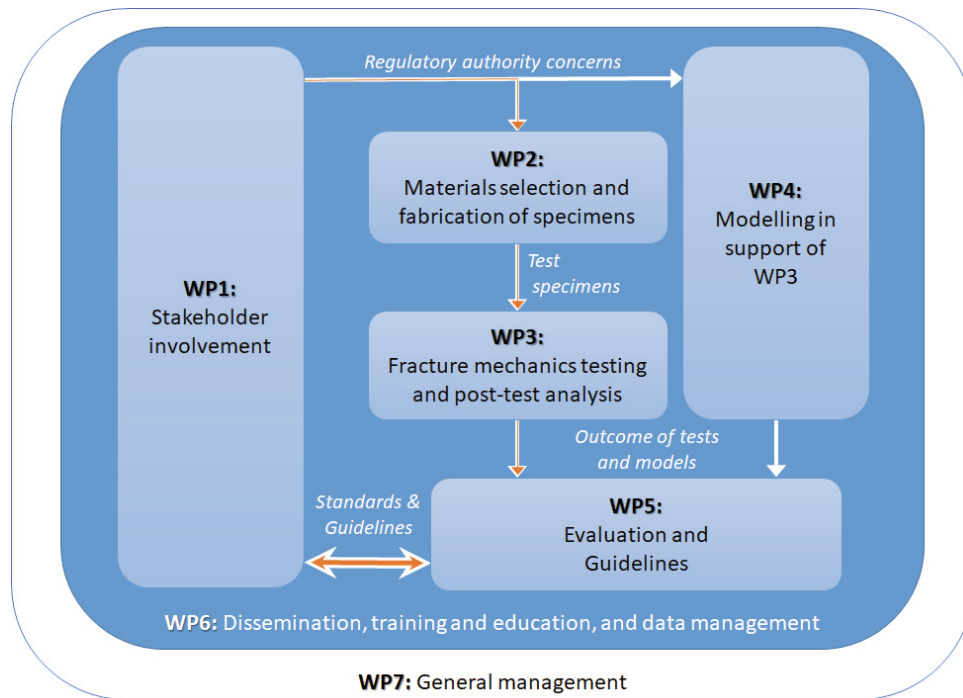 Regulatory authority concerns
WP1:
Stakeholder
involvement
WP2:
Materials selection and
fabrication of specimens
Test
specimens
WP3:
Fracture mechanics testing
and post-test analysis
WP4:
Modelling in
support of
WP3
Outcome of tests
and models
Standards &
Guidelines
WP5:
Evaluation and
Guidelines
WP6: Dissemination, training and education, and data management
WP7: General management